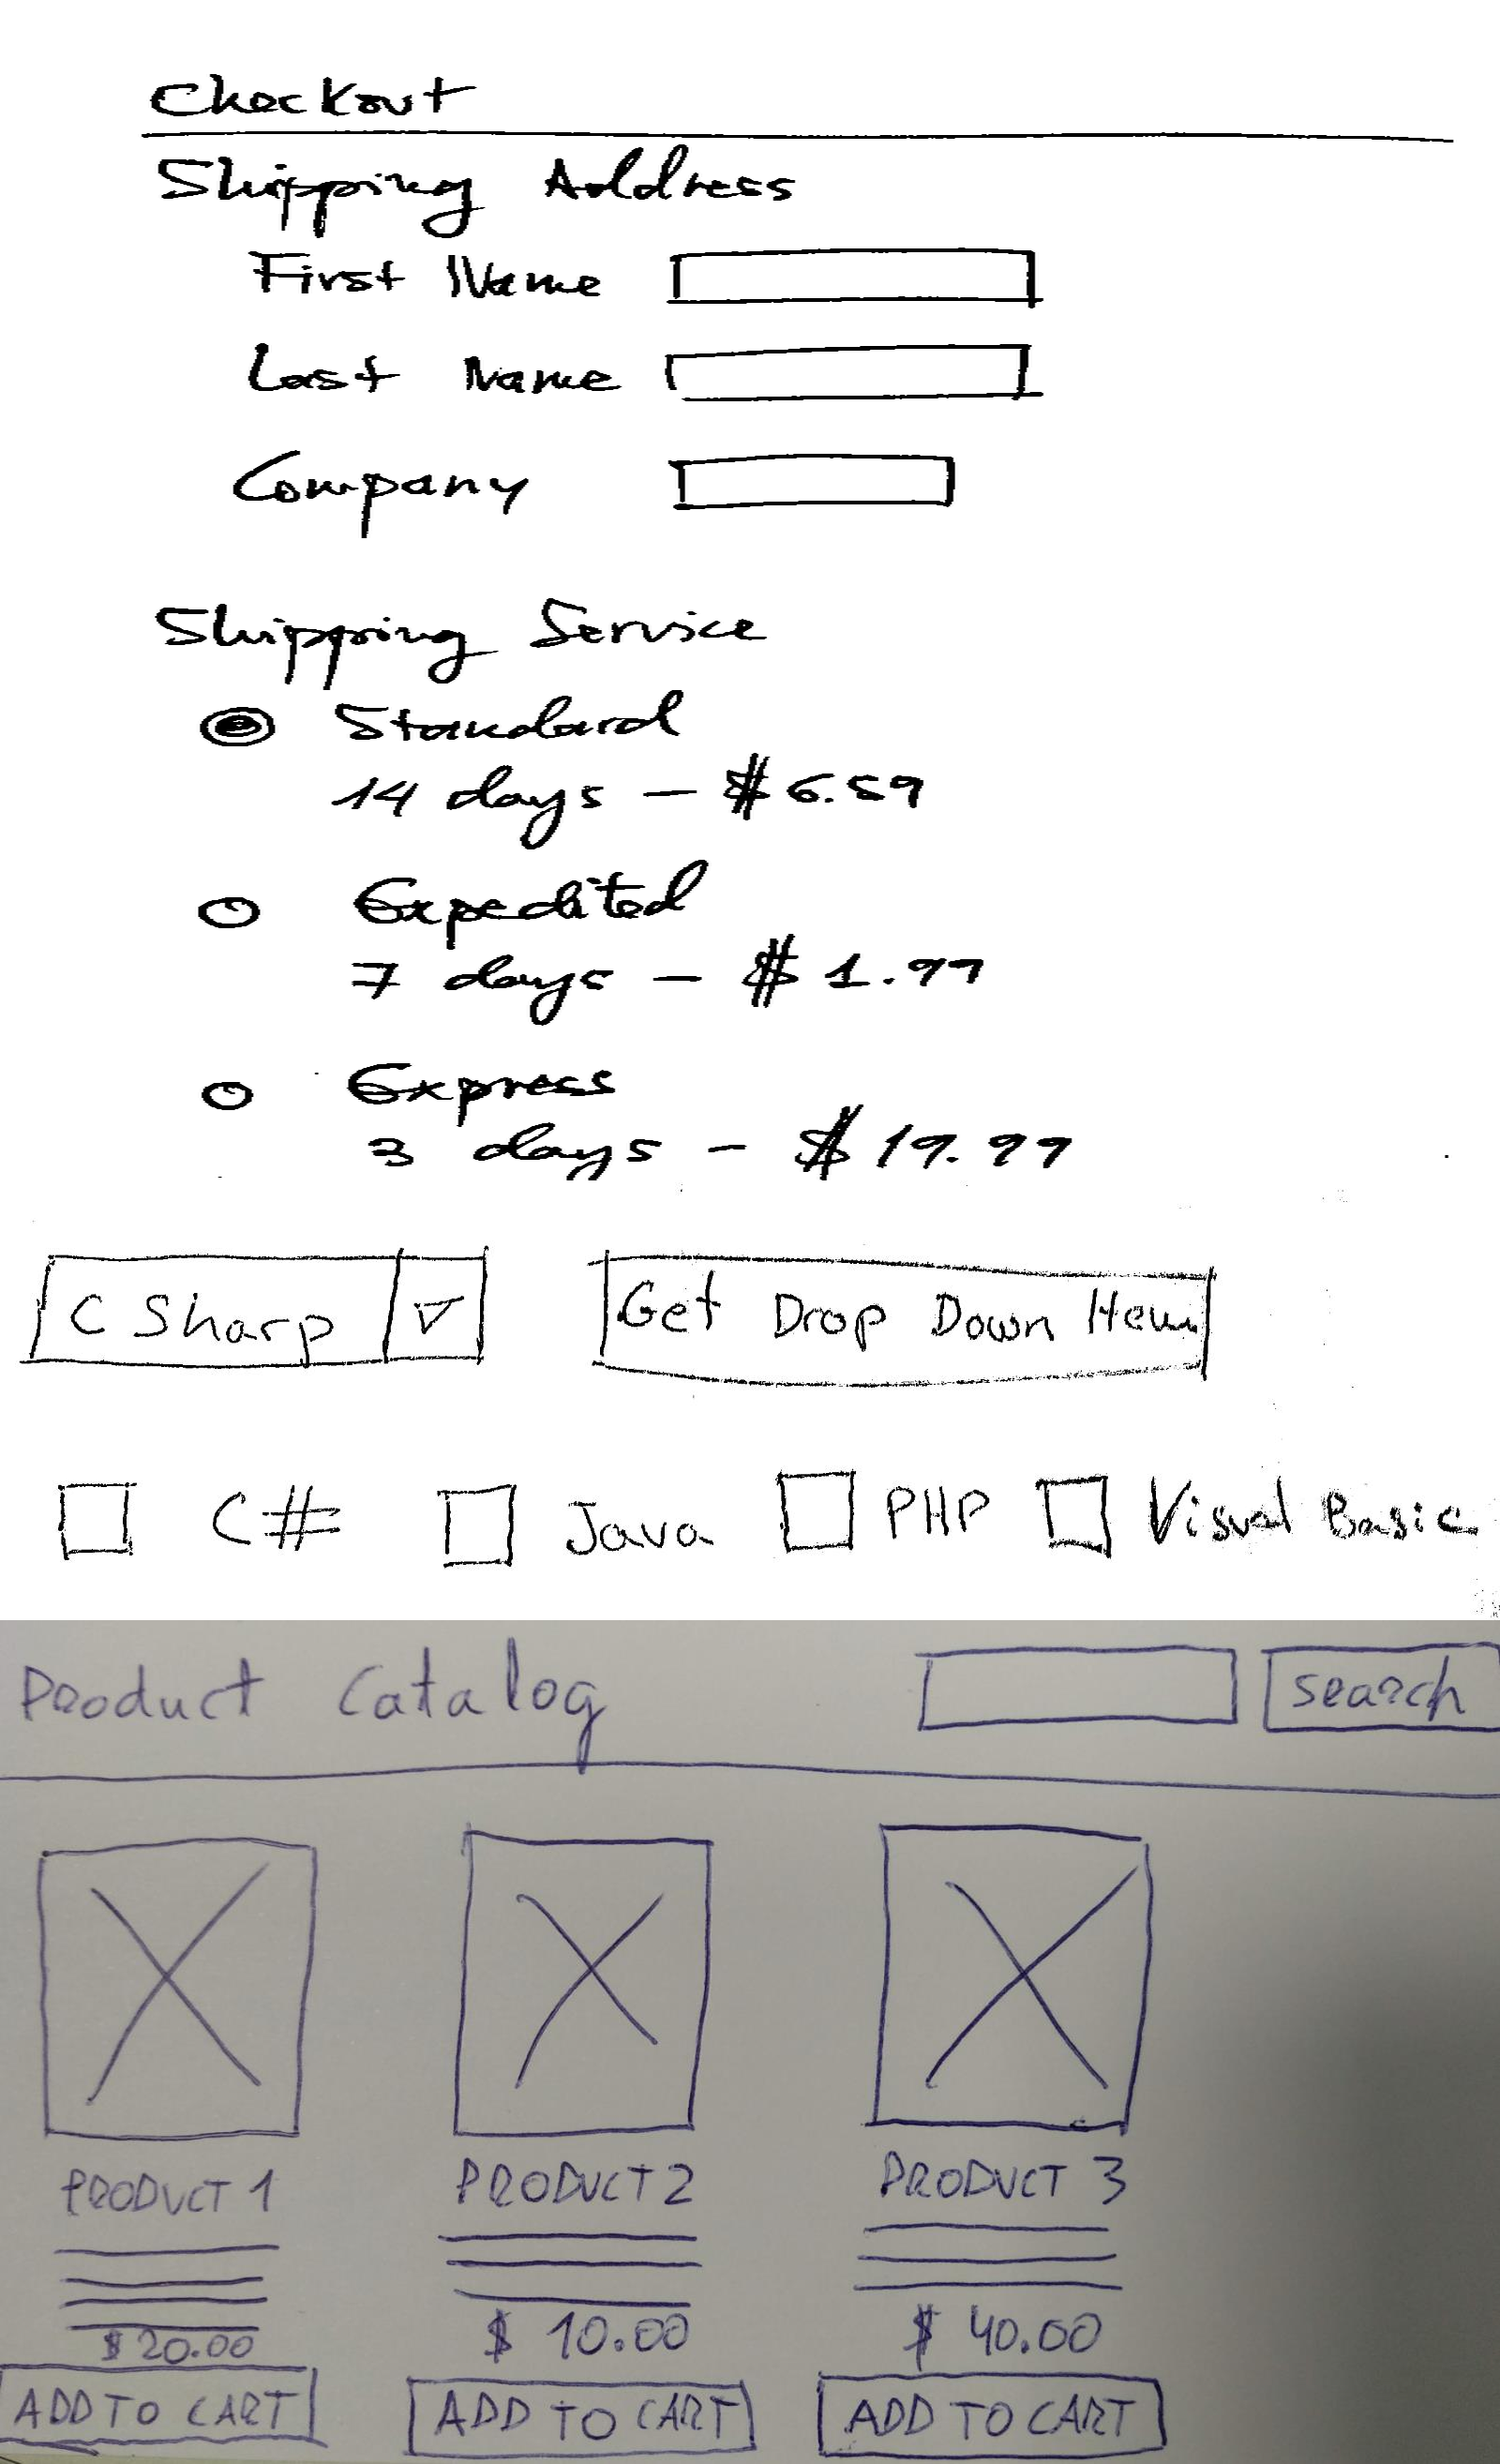 Checkout
Shipping Address
First Name
Last Name
Company
Shipping Service
Standard
14 days - $6.59
Expedited
7 days - $1.99
Express
3 days - $19.99
C Sharp Get Drop Down Item
C# Java PHP Visual Basic
Product Catalog search
PRODUCT 1 PRODUCT 2 PRODUCT 3
$20.00 $10.00 $40.00
ADD TO CART ADD TO CART ADD TO CART